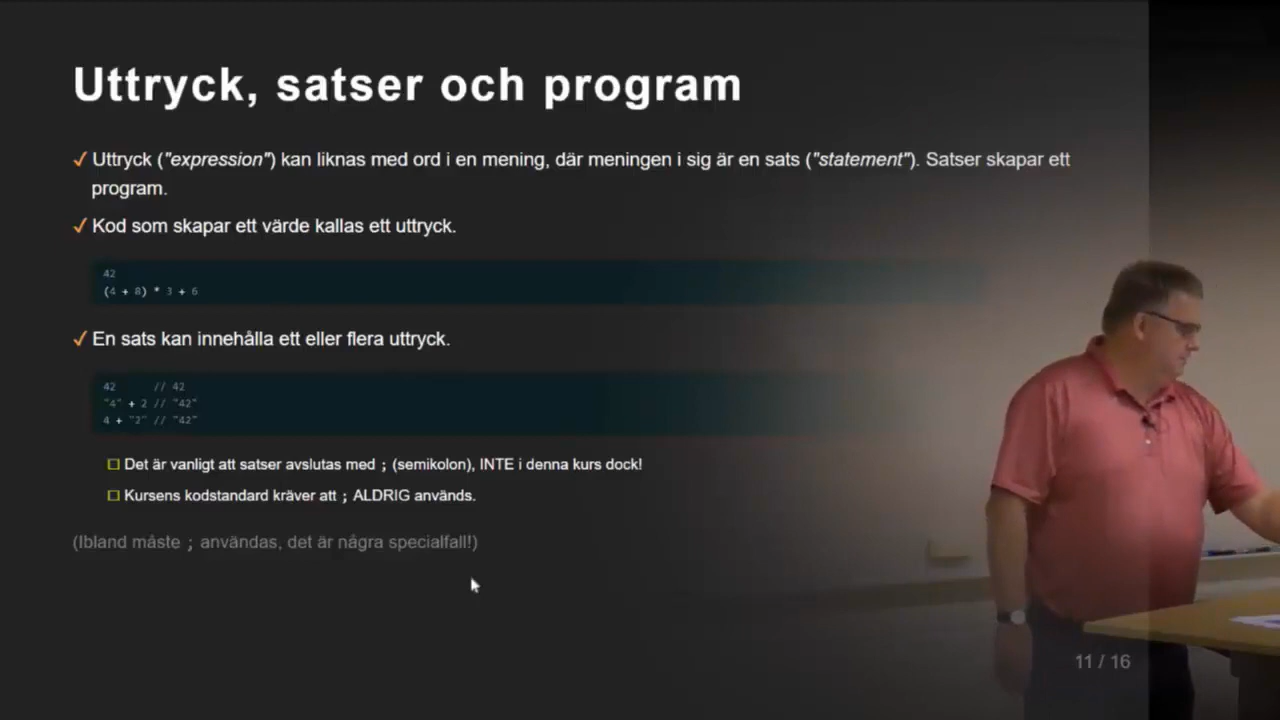 Uttryck, satser och program
✓ Uttryck ("expression") kan liknas med ord i en mening, där meningen i sig är en sats ("statement"). Satser skapar ett
program.
✓ Kod som skapar ett värde kallas ett uttryck.
42
(4 + 8) * 3 + 6
✓ En sats kan innehålla ett eller flera uttryck.
42 // 42
"4" + 2 // "42"
4 + "2" // "42"
☐ Det är vanligt att satser avslutas med ; (semikolon), INTE i denna kurs dock!
☐ Kursens kodstandard kräver att ; ALDRIG används.
(Ibland måste ; användas, det är några specialfall!)
11 / 16